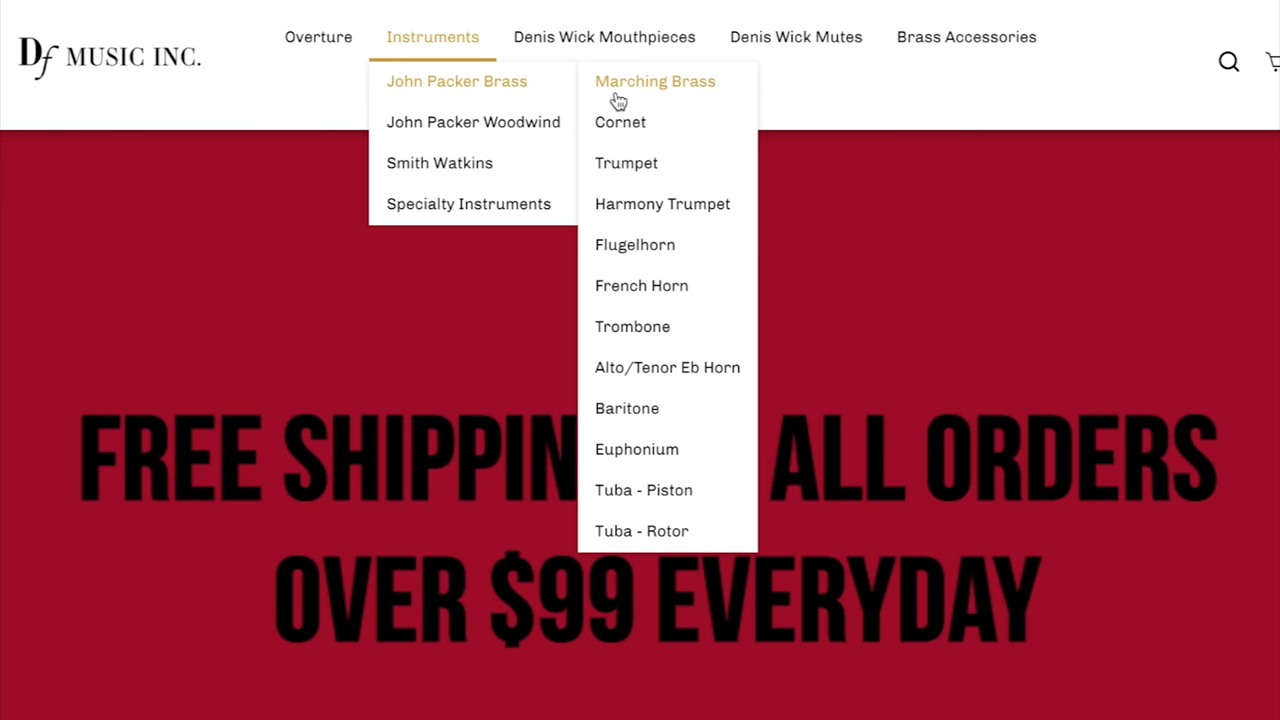 Df MUSIC INC.
Overture
Instruments
Denis Wick Mouthpieces
Denis Wick Mutes
Brass Accessories
John Packer Brass
John Packer Woodwind
Smith Watkins
Specialty Instruments
Marching Brass
Cornet
Trumpet
Harmony Trumpet
Flugelhorn
French Horn
Trombone
Alto/Tenor Eb Horn
Baritone
Euphonium
Tuba - Piston
Tuba - Rotor
FREE SHIPPIN ALL ORDERS
OVER $99 EVERYDAY